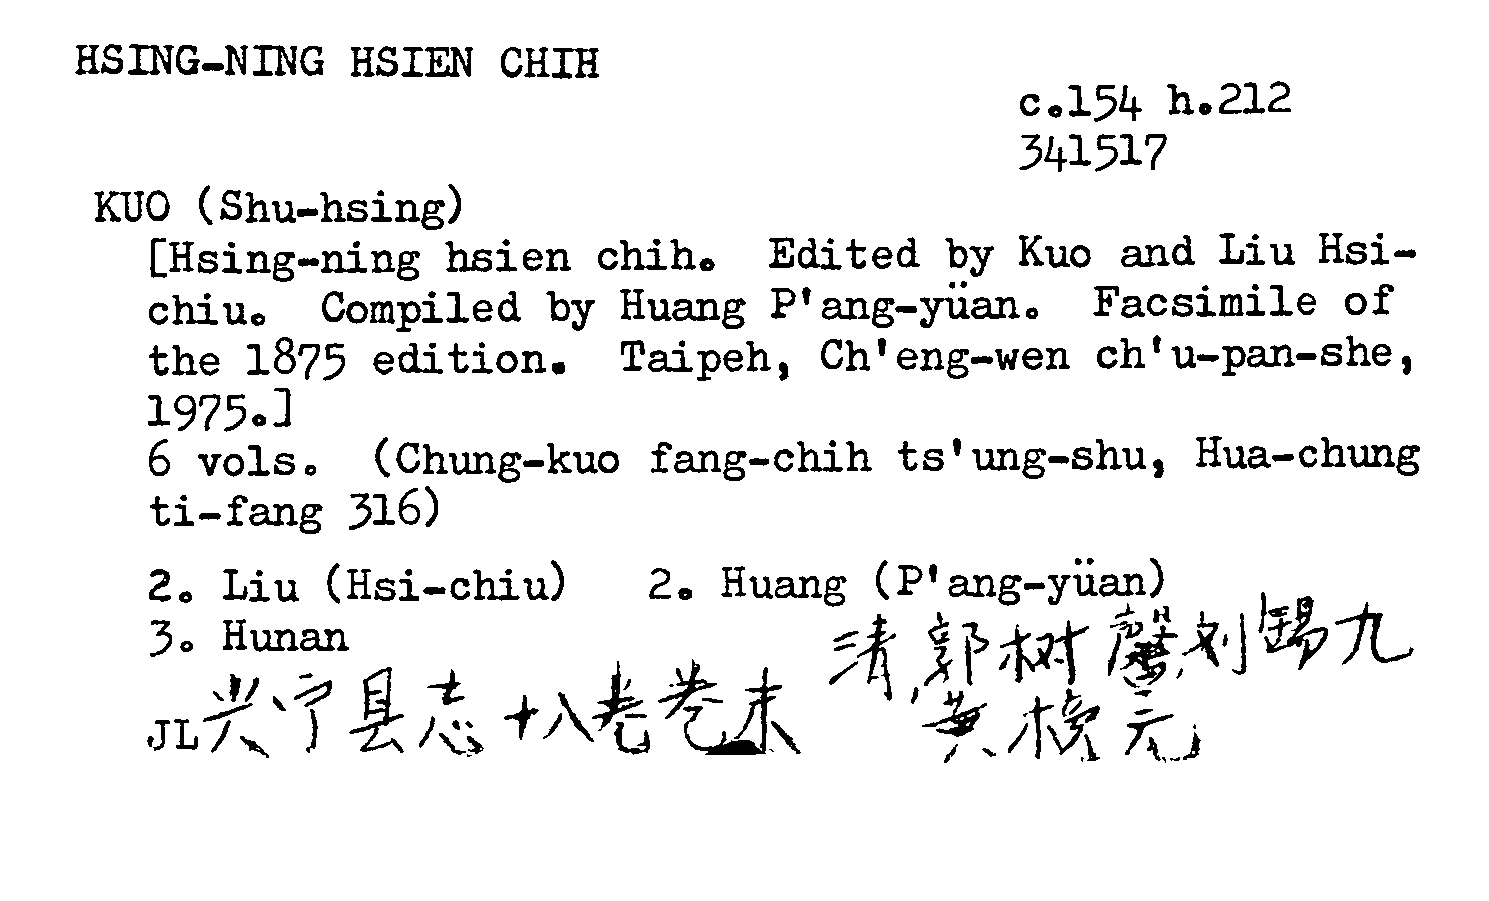 HSING-NING HSIEN CHIH
c.154 h.212
341517
KUO (Shu-hsing)
[Hsing-ning hsien chih. Edited by Kuo and Liu Hsi-
chiu. Compiled by Huang P'ang-yüan. Facsimile of
the 1875 edition. Taipeh, Ch'eng-wen ch'u-pan-she,
1975.]
6 vols. (Chung-kuo fang-chih ts'ung-shu, Hua-chung
ti-fang 316)
2. Liu (Hsi-chiu) 2. Huang (P'ang-yüan)
3. Hunan
清,郭树馨,刘锡九
JL兴宁县志十八卷卷末
黄榜元